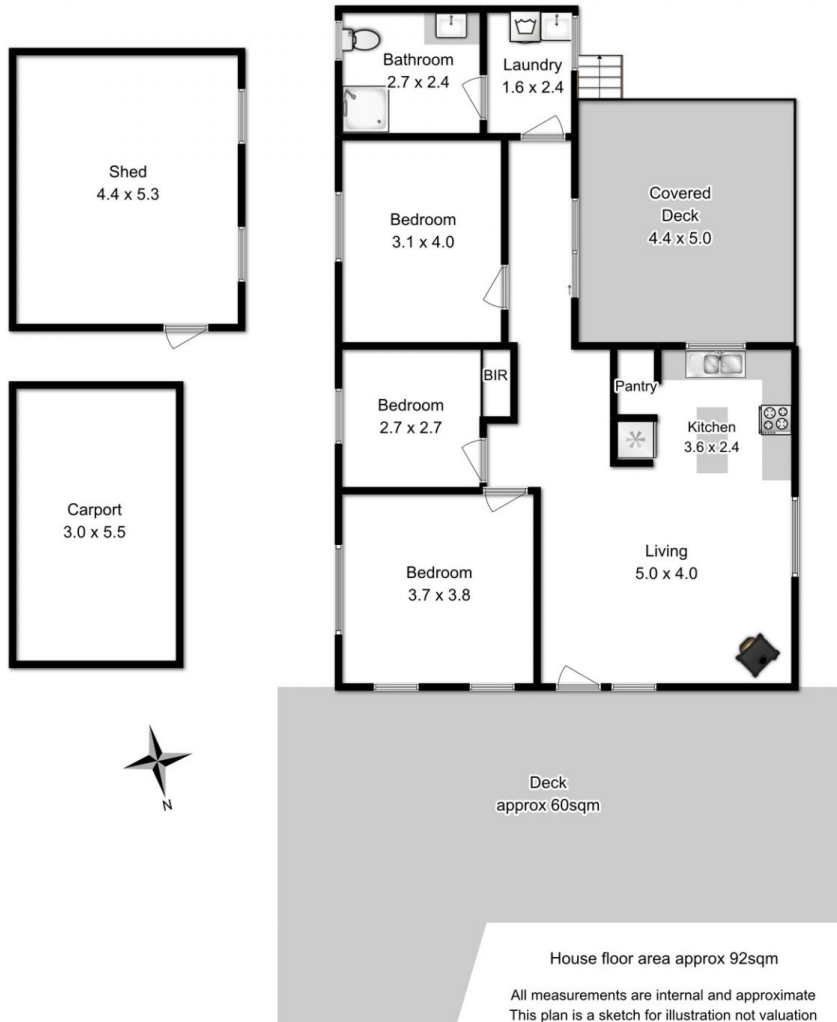 Bathroom
2.7 x 2.4
Laundry
1.6 x 2.4
Shed
4.4 x 5.3
Bedroom
3.1 x 4.0
Covered
Deck
4.4 x 5.0
BIR
Pantry
Bedroom
2.7 x 2.7
Kitchen
3.6 x 2.4
Carport
3.0 x 5.5
Living
5.0 x 4.0
Bedroom
3.7 x 3.8
N
Deck
approx 60sqm
House floor area approx 92sqm
All measurements are internal and approximate
This plan is a sketch for illustration not valuation